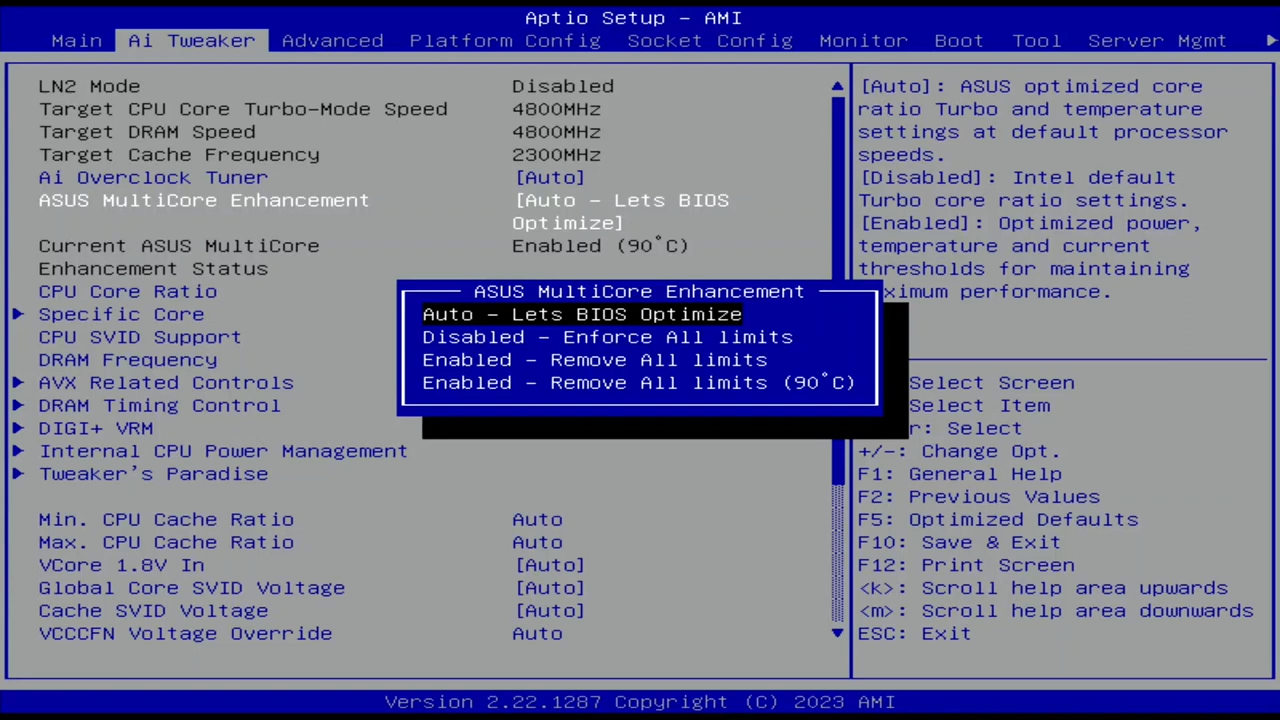 Aptio Setup - AMI
Main Ai Tweaker Advanced Platform Config Socket Config Monitor Boot Tool Server Mgmt
LN2 Mode Disabled
Target CPU Core Turbo-Mode Speed 4800MHz
Target DRAM Speed 4800MHz
Target Cache Frequency 2300MHz
Ai Overclock Tuner [Auto]
ASUS MultiCore Enhancement [Auto - Lets BIOS
Optimize]
Current ASUS MultiCore Enabled (90°C)
Enhancement Status
CPU Core Ratio
Specific Core
CPU SVID Support
DRAM Frequency
AVX Related Controls
DRAM Timing Control
DIGI+ VRM
Internal CPU Power Management
Tweaker's Paradise
Min. CPU Cache Ratio Auto
Max. CPU Cache Ratio Auto
VCore 1.8V In [Auto]
Global Core SVID Voltage [Auto]
Cache SVID Voltage [Auto]
VCCCFN Voltage Override Auto
ASUS MultiCore Enhancement
Auto - Lets BIOS Optimize
Disabled - Enforce All limits
Enabled - Remove All limits
Enabled - Remove All limits (90°C)
[Auto]: ASUS optimized core
ratio Turbo and temperature
settings at default processor
speeds.
[Disabled]: Intel default
Turbo core ratio settings.
[Enabled]: Optimized power,
temperature and current
thresholds for maintaining
ximum performance.
Select Screen
Select Item
r: Select
+/-: Change Opt.
F1: General Help
F2: Previous Values
F5: Optimized Defaults
F10: Save & Exit
F12: Print Screen
<k>: Scroll help area upwards
<m>: Scroll help area downwards
ESC: Exit
Version 2.22.1287 Copyright (C) 2023 AMI